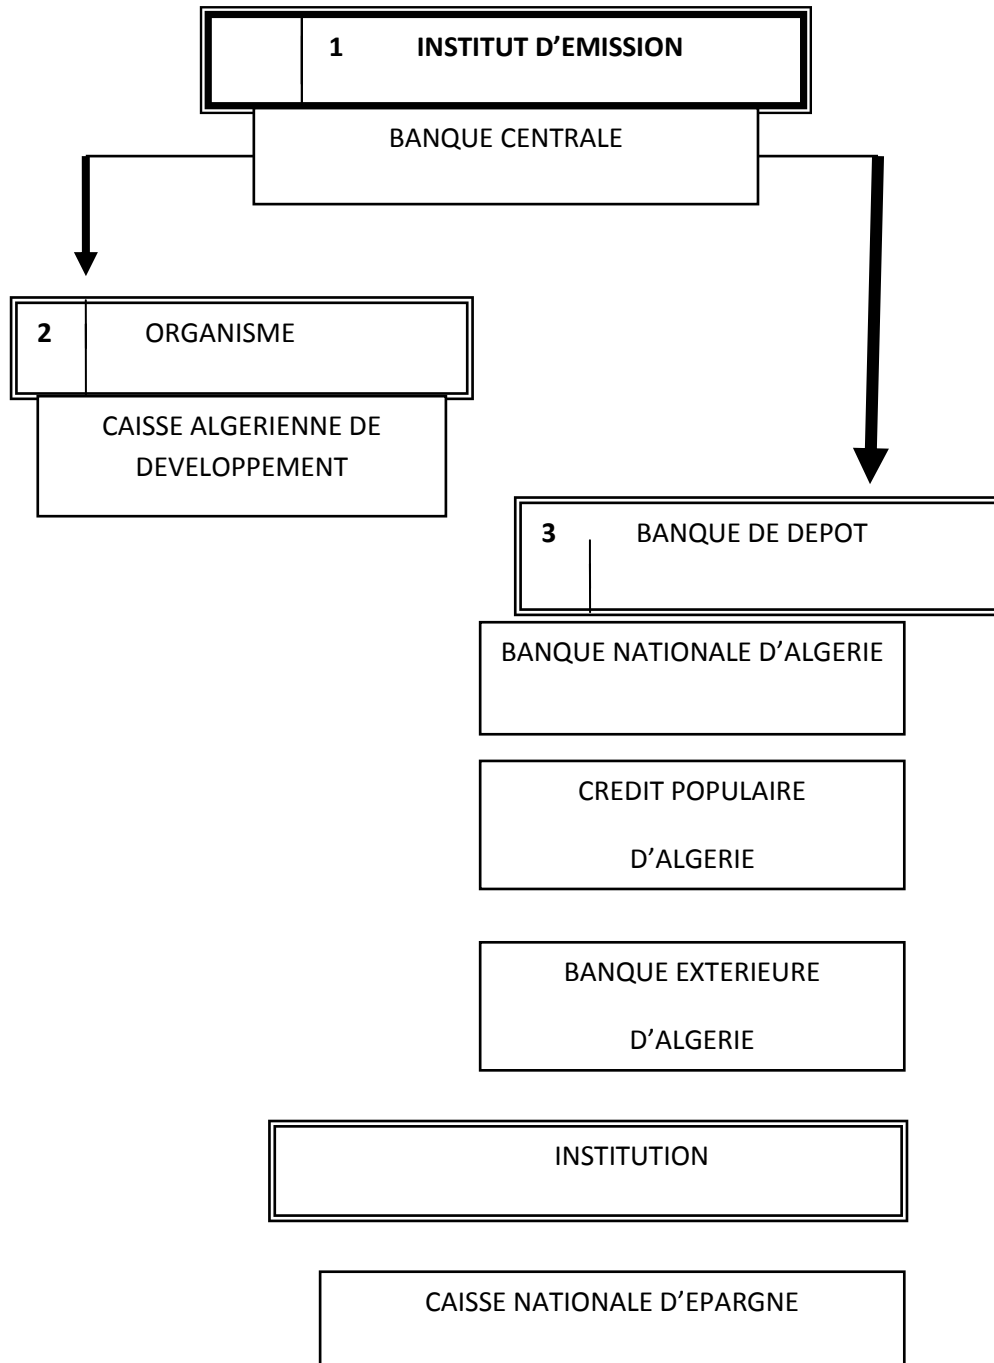 1 INSTITUT D’EMISSION
BANQUE CENTRALE
2 ORGANISME
CAISSE ALGERIENNE DE
DEVELOPPEMENT
3 BANQUE DE DEPOT
BANQUE NATIONALE D’ALGERIE
CREDIT POPULAIRE
D’ALGERIE
BANQUE EXTERIEURE
D’ALGERIE
INSTITUTION
CAISSE NATIONALE D’EPARGNE